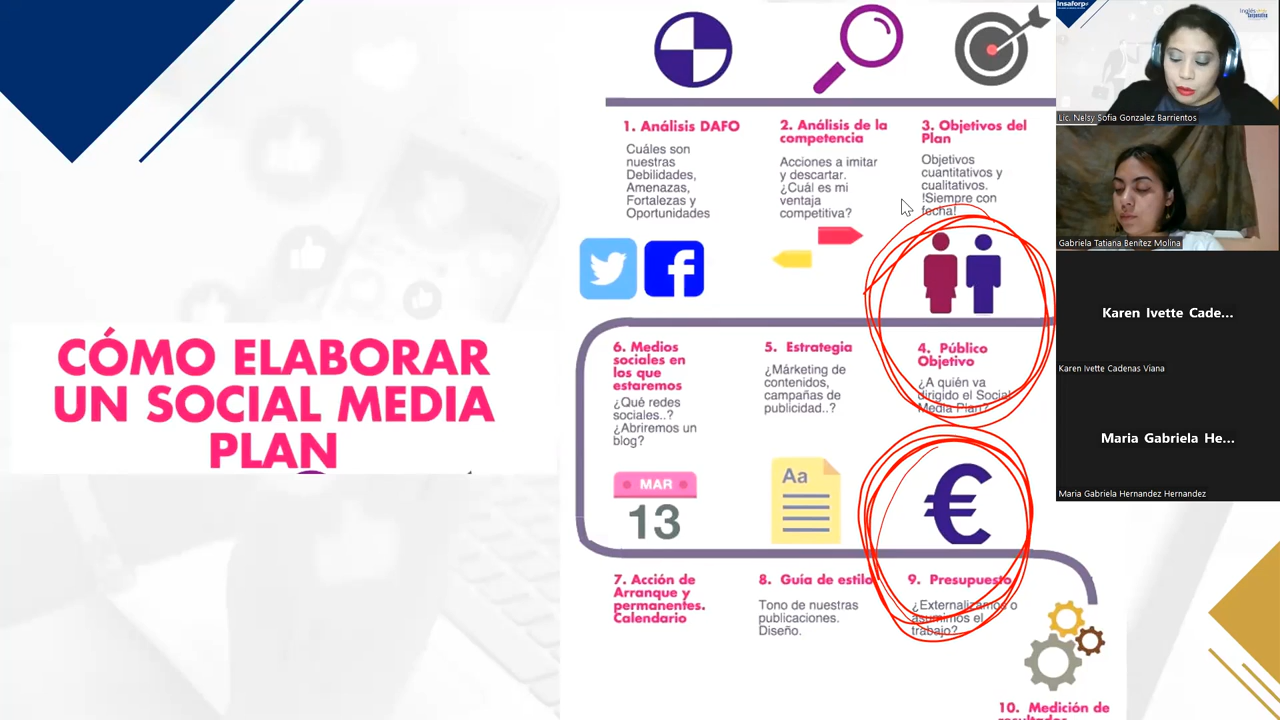 CÓMO ELABORAR
UN SOCIAL MEDIA
PLAN
1. Análisis DAFO
Cuáles son
nuestras
Debilidades,
Amenazas,
Fortalezas y
Oportunidades
2. Análisis de la
competencia
Acciones a imitar
y descartar.
¿Cuál es mi
ventaja
competitiva?
3. Objetivos del
Plan
Objetivos
cuantitativos y
cualitativos.
!Siempre con
fecha!
6. Medios
sociales en
los que
estaremos
¿Qué redes
sociales..?
¿Abriremos un
blog?
5. Estrategia
¿Márketing de
contenidos,
campañas de
publicidad..?
4. Público
Objetivo
¿A quién va
dirigido el Social
Media Plan?
MAR
13
Aa
€
7. Acción de
Arranque y
permanentes.
Calendario
8. Guía de estilo
Tono de nuestras
publicaciones.
Diseño.
9. Presupuesto
¿Externalizamos o
asumimos el
trabajo?
10. Medición de
resultados
Insaforp
Inglés
Corporativo
Lic. Nelsy Sofia Gonzalez Barrientos
Gabriela Tatiana Benitez Molina
Karen Ivette Cade...
Karen Ivette Cadenas Viana
Maria Gabriela He...
Maria Gabriela Hernandez Hernandez